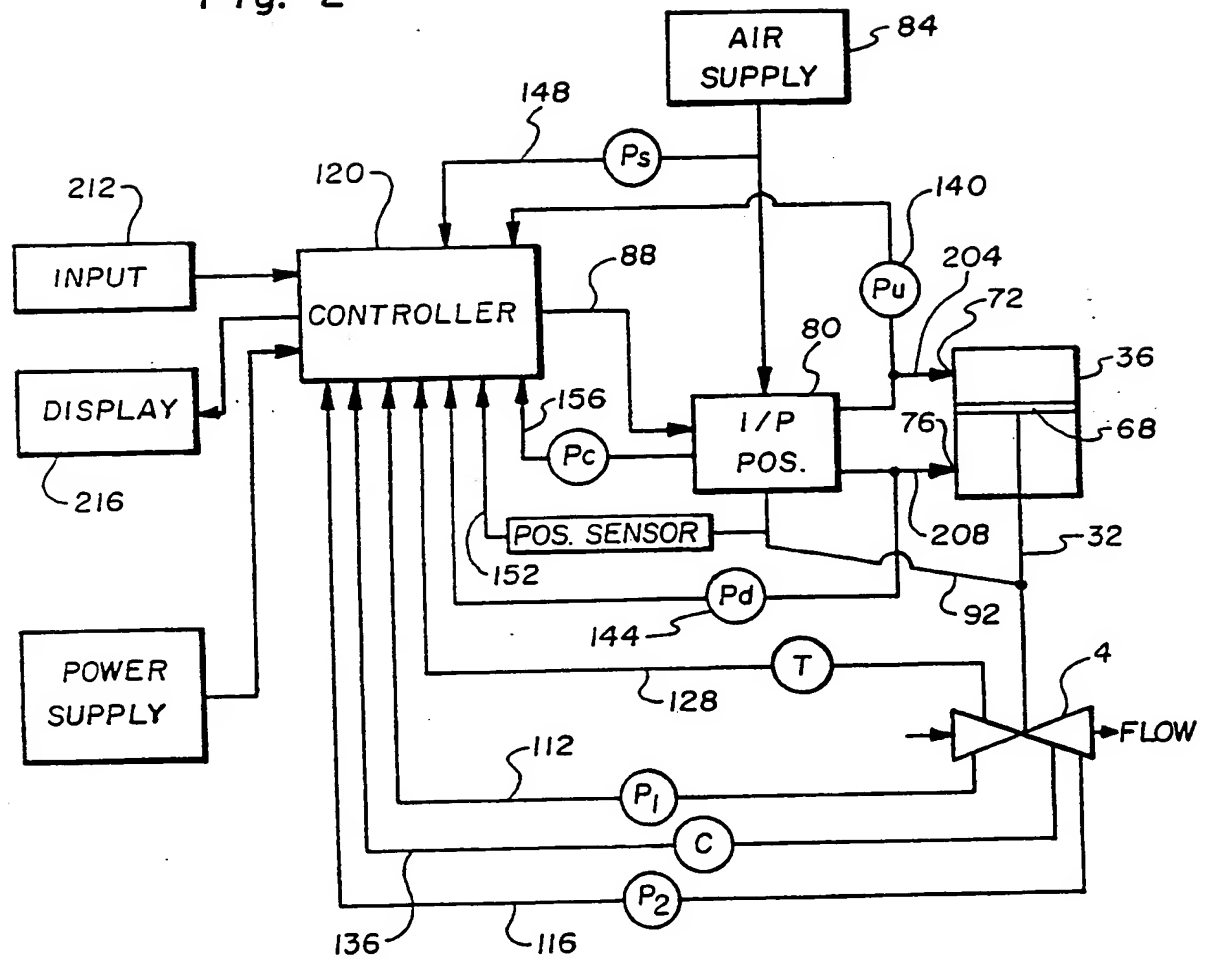 Fig. 2
AIR
SUPPLY
84
148
Ps
212
120
140
INPUT
88
Pu
204
72
CONTROLLER
80
36
DISPLAY
156
I/P
POS.
76
68
Pc
216
POS. SENSOR
208
32
152
Pd
92
144
POWER
SUPPLY
T
4
128
FLOW
112
P1
C
P2
136
116